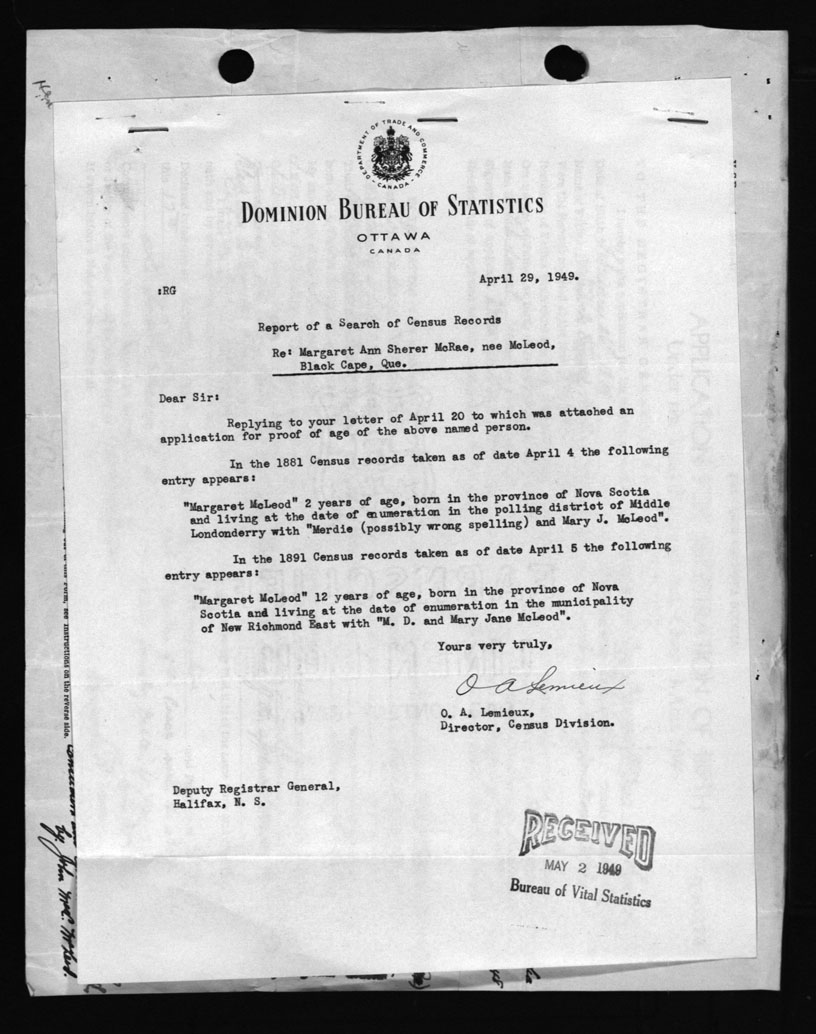 DEPARTMENT OF TRADE AND COMMERCE
CANADA
DOMINION BUREAU OF STATISTICS
OTTAWA
CANADA
April 29, 1949.
:RG
Report of a Search of Census Records
Re: Margaret Ann Sherer McRae, nee McLeod,
Black Cape, Que.
Dear Sir:
Replying to your letter of April 20 to which was attached an
application for proof of age of the above named person.
In the 1881 Census records taken as of date April 4 the following
entry appears:
"Margaret McLeod" 2 years of age, born in the province of Nova Scotia
and living at the date of enumeration in the polling district of Middle
Londonderry with "Merdie (possibly wrong spelling) and Mary J. McLeod".
In the 1891 Census records taken as of date April 5 the following
entry appears:
"Margaret McLeod" 12 years of age, born in the province of Nova
Scotia and living at the date of enumeration in the municipality
of New Richmond East with "M. D. and Mary Jane McLeod".
Yours very truly,
O A Lemieux
O. A. Lemieux,
Director, Census Division.
Deputy Registrar General,
Halifax, N. S.
RECEIVED
MAY 2 1949
Bureau of Vital Statistics
see instructions on the reverse side.
by John